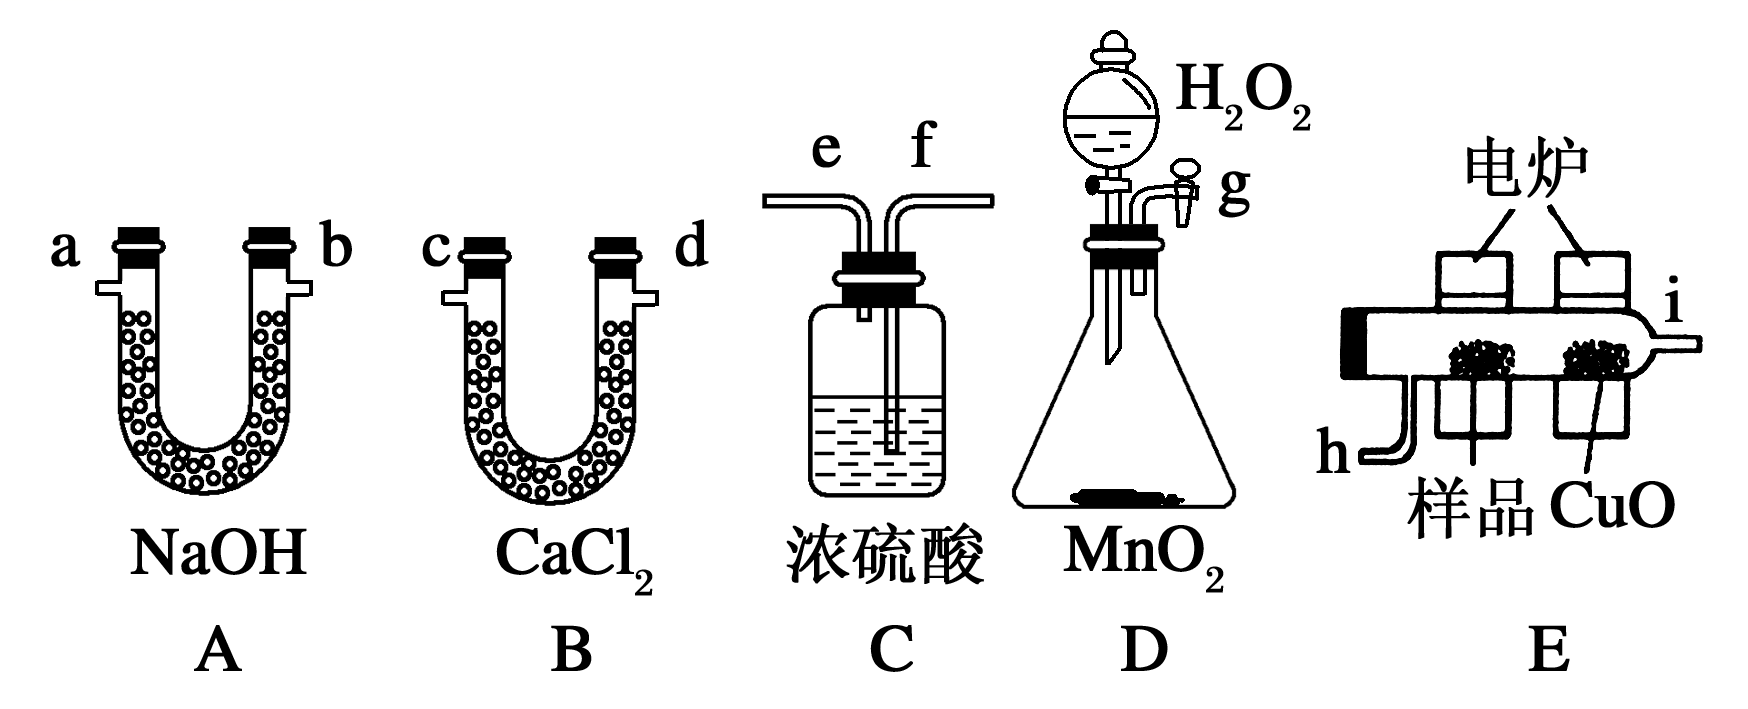 H₂O₂
电炉
e f
g
a b c d
i
h
样品 CuO
NaOH CaCl₂ 浓硫酸 MnO₂
A B C D E